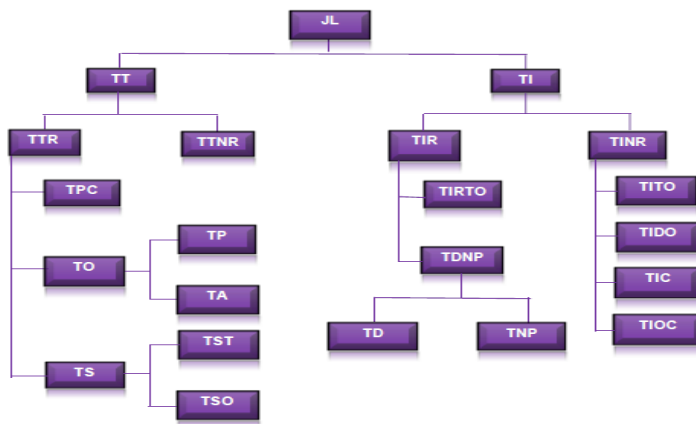 JL
TT
TI
TTR
TTNR
TIR
TINR
TPC
TIRTO
TITO
TO
TP
TDNP
TIDO
TA
TIC
TD
TNP
TIOC
TS
TST
TSO